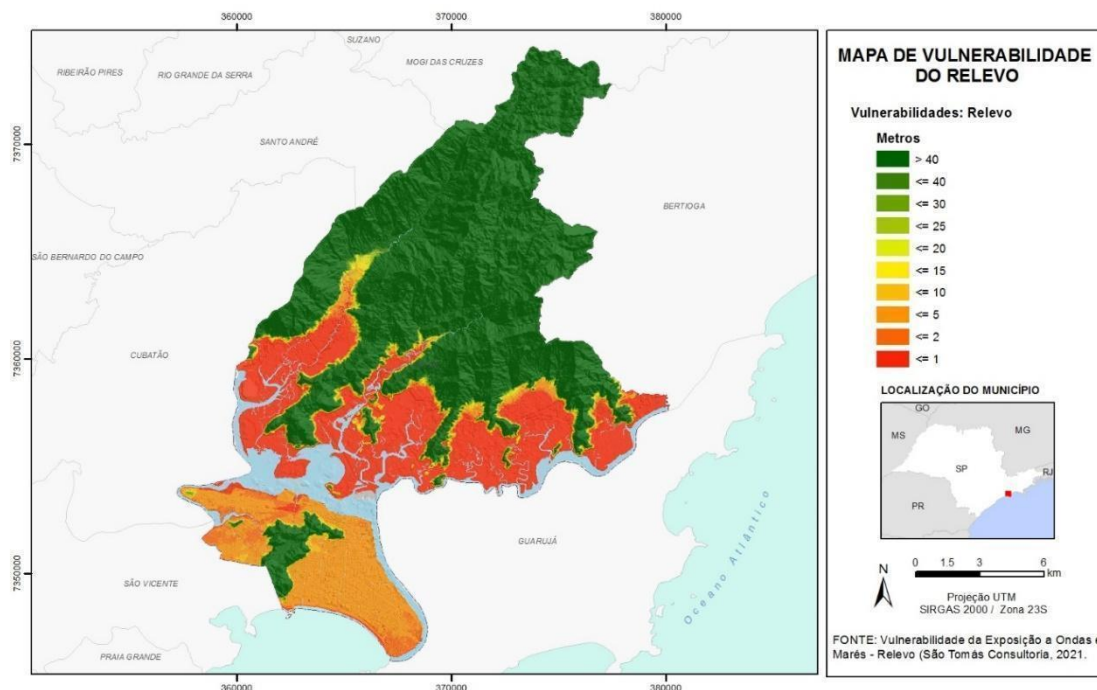 360000 370000 380000
SUZANO
MOGI DAS CRUZES
RIBEIRÃO PIRES
RIO GRANDE DA SERRA
7370000
SANTO ANDRÉ
BERTIOGA
SÃO BERNARDO DO CAMPO
CUBATÃO
7360000
GUARUJÁ
Oceano Atlântico
7350000
SÃO VICENTE
PRAIA GRANDE
360000 370000 380000
MAPA DE VULNERABILIDADE
DO RELEVO
Vulnerabilidades: Relevo
Metros
> 40
<= 40
<= 30
<= 25
<= 20
<= 15
<= 10
<= 5
<= 2
<= 1
LOCALIZAÇÃO DO MUNICÍPIO
GO
MS
MG
SP
RJ
PR
N
0 1.5 3 6
km
Projeção UTM
SIRGAS 2000 / Zona 23S
FONTE: Vulnerabilidade da Exposição a Ondas e
Marés - Relevo (São Tomás Consultoria, 2021.